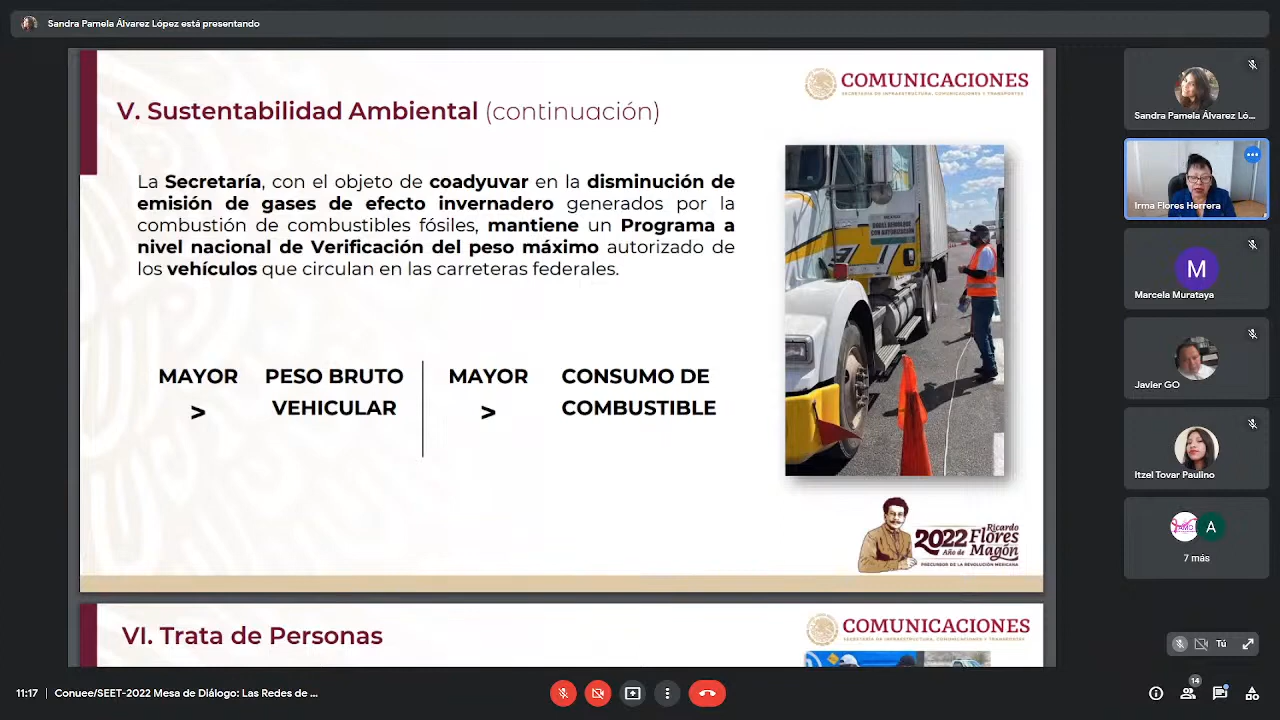 Sandra Pamela Álvarez López está presentando
COMUNICACIONES
SECRETARÍA DE INFRAESTRUCTURA, COMUNICACIONES Y TRANSPORTES
V. Sustentabilidad Ambiental (continuación)
La Secretaría, con el objeto de coadyuvar en la disminución de
emisión de gases de efecto invernadero generados por la
combustión de combustibles fósiles, mantiene un Programa a
nivel nacional de Verificación del peso máximo autorizado de
los vehículos que circulan en las carreteras federales.
MAYOR PESO BRUTO MAYOR CONSUMO DE
> VEHICULAR > COMBUSTIBLE
2022 Ricardo
Flores
Año de Magón
PRECURSOR DE LA REVOLUCIÓN MEXICANA
VI. Trata de Personas
COMUNICACIONES
SECRETARÍA DE INFRAESTRUCTURA, COMUNICACIONES Y TRANSPORTES
Sandra Pamela Álvarez Ló...
Irma Flores Herrera
M
Marcela Murataya
Javier GO
Itzel Tovar Paulino
A
7 más
Tú
11:17 Conuee/SEET-2022 Mesa de Diálogo: Las Redes de ...
14